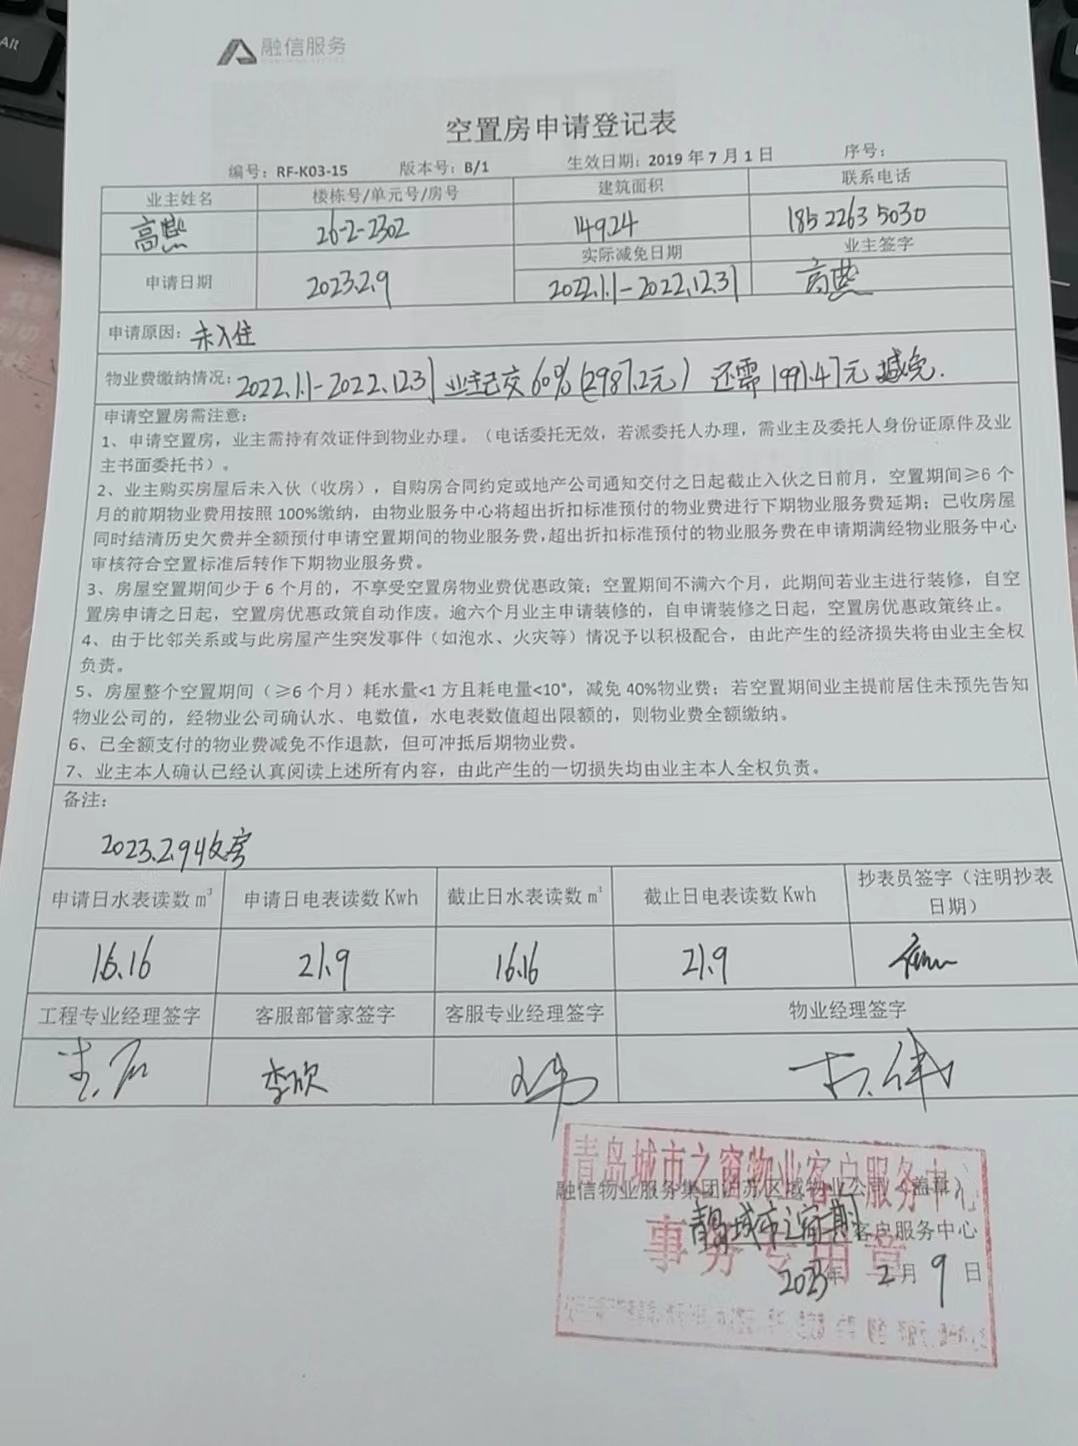 融信服务
空置房申请登记表
编号：RF-K03-15 版本号：B/1 生效日期：2019年7月1日 序号：
业主姓名 楼栋号/单元号/房号 建筑面积 联系电话
高燕 26-2-2302 149.24 185 2263 5030
申请日期 2023.2.9 实际减免日期 业主签字
2022.1.1-2022.12.31 高燕
申请原因：未入住
物业费缴纳情况：2022.1.1-2022.12.31 业主已交60%(2987.2元) 还需1991.47元 减免.
申请空置房需注意：
1、申请空置房，业主需持有效证件到物业办理。（电话委托无效，若派委托人办理，需业主及委托人身份证原件及业
主书面委托书）。
2、业主购买房屋后未入伙（收房），自购房合同约定或地产公司通知交付之日起截止入伙之日前月，空置期间≥6个
月的前期物业费用按照100%缴纳，由物业服务中心将超出折扣标准预付的物业费进行下期物业服务费延期；已收房屋
同时结清历史欠费并全额预付申请空置期间的物业服务费，超出折扣标准预付的物业服务费在申请期满经物业服务中心
审核符合空置标准后转作下期物业服务费。
3、房屋空置期间少于6个月的，不享受空置房物业费优惠政策；空置期间不满六个月，此期间若业主进行装修，自空
置房申请之日起，空置房优惠政策自动作废。逾六个月业主申请装修的，自申请装修之日起，空置房优惠政策终止。
4、由于比邻关系或与此房屋产生突发事件（如泡水、火灾等）情况予以积极配合，由此产生的经济损失将由业主全权
负责。
5、房屋整个空置期间（≥6个月）耗水量<1方且耗电量<10°，减免40%物业费；若空置期间业主提前居住未预先告知
物业公司的，经物业公司确认水、电数值，水电表数值超出限额的，则物业费全额缴纳。
6、已全额支付的物业费减免不作退款，但可冲抵后期物业费。
7、业主本人确认已经认真阅读上述所有内容，由此产生的一切损失均由业主本人全权负责。
备注：
2023.2.9收房
申请日水表读数m³ 申请日电表读数Kwh 截止日水表读数m³ 截止日电表读数Kwh 抄表员签字（注明抄表
日期）
16.16 21.9 16.16 21.9
工程专业经理签字 客服部管家签字 客服专业经理签字 物业经理签字
李欣
青岛城市之窗物业客户服务中心
融信物业服务集团 区域物业公司（盖章）
青岛城市之窗 期 客户服务中心
事务专用章
2023年2月9日